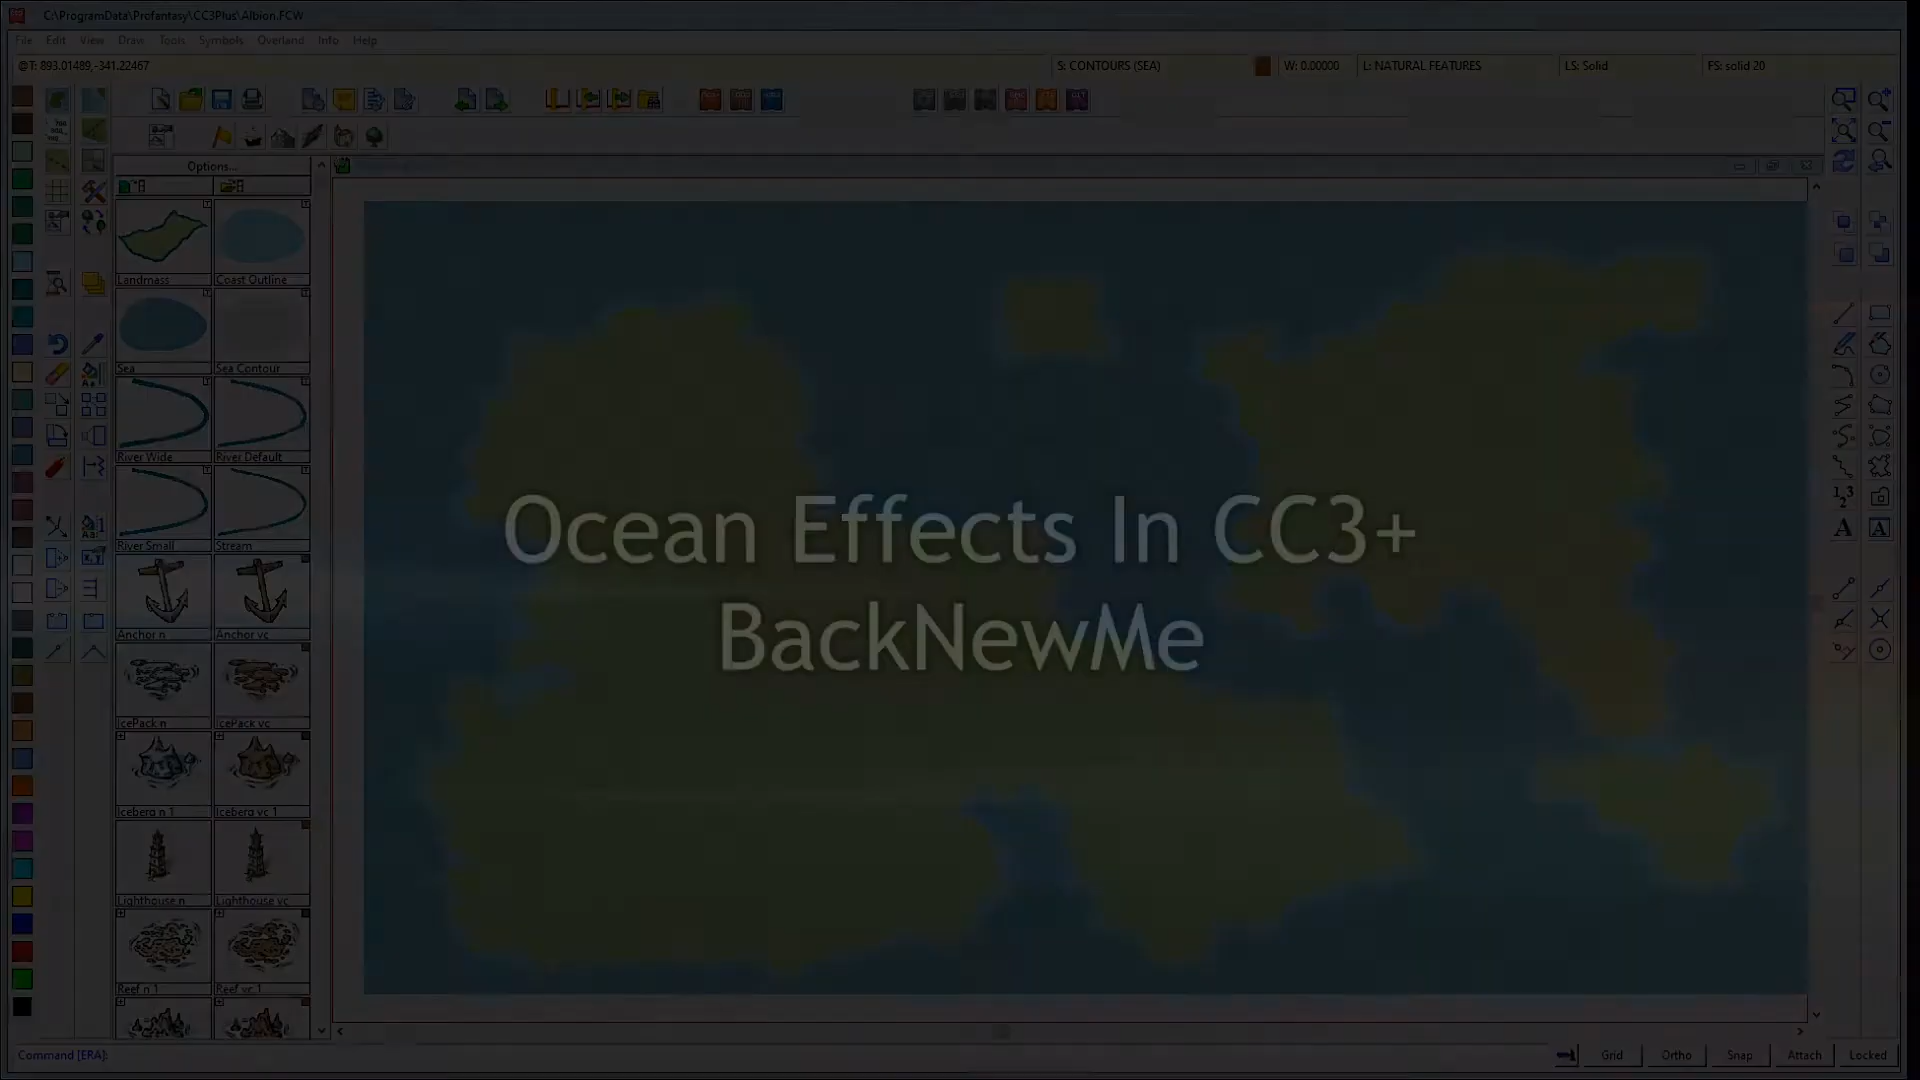 C:\ProgramData\Profantasy\CC3Plus\Albion.FCW
File Edit View Draw Tools Symbols Overland Info Help
@T: 893.01489,-341.22467
S: CONTOURS (SEA)
W: 0.00000
L: NATURAL FEATURES
LS: Solid
FS: solid 20
Options...
Landmass
Coast Outline
Sea
Sea Contour
River Wide
River Default
River Small
Stream
Anchor n
Anchor vc
IcePack n
IcePack vc
Iceberg n 1
Iceberg vc 1
Lighthouse n
Lighthouse vc
Reef n 1
Reef vc 1
Ocean Effects In CC3+
BackNewMe
Command [ERA]:
Grid
Ortho
Snap
Attach
Locked